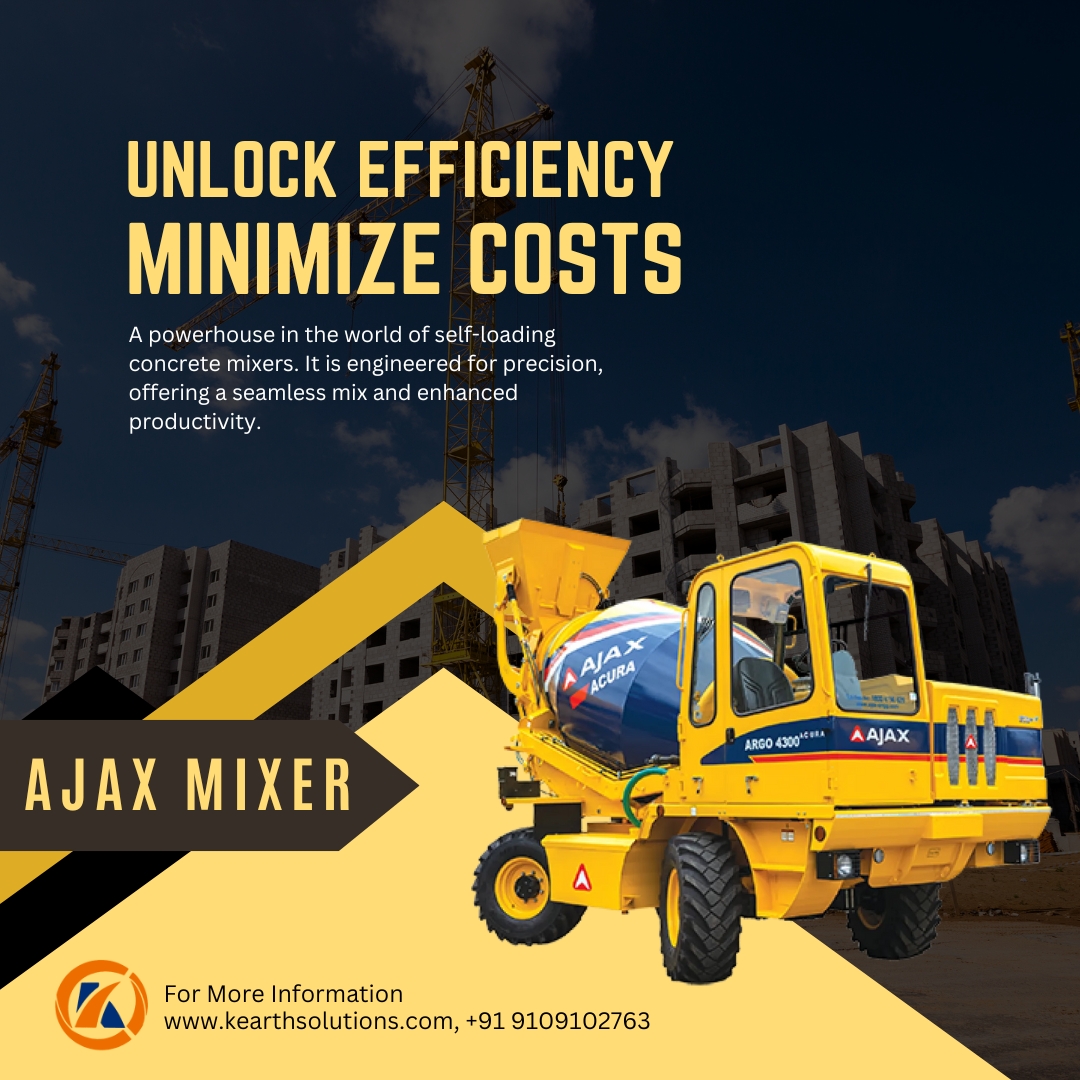 UNLOCK EFFICIENCY
MINIMIZE COSTS
A powerhouse in the world of self-loading
concrete mixers. It is engineered for precision,
offering a seamless mix and enhanced
productivity.
AJAX
ACURA
ARGO 4300 ACURA
AJAX
AJAX MIXER
For More Information
www.kearthsolutions.com, +91 9109102763